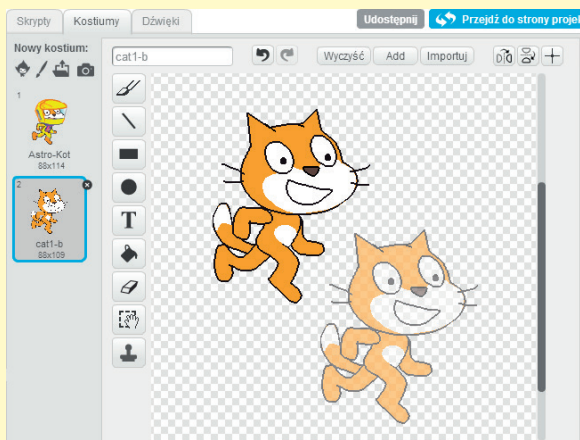 Skrypty Kostiumy Dźwięki Udostępnij Przejdź do strony projek
Nowy kostium:
cat1-b Wyczyść Add Importuj
1
Astro-Kot
88x114
2
cat1-b
88x109
T